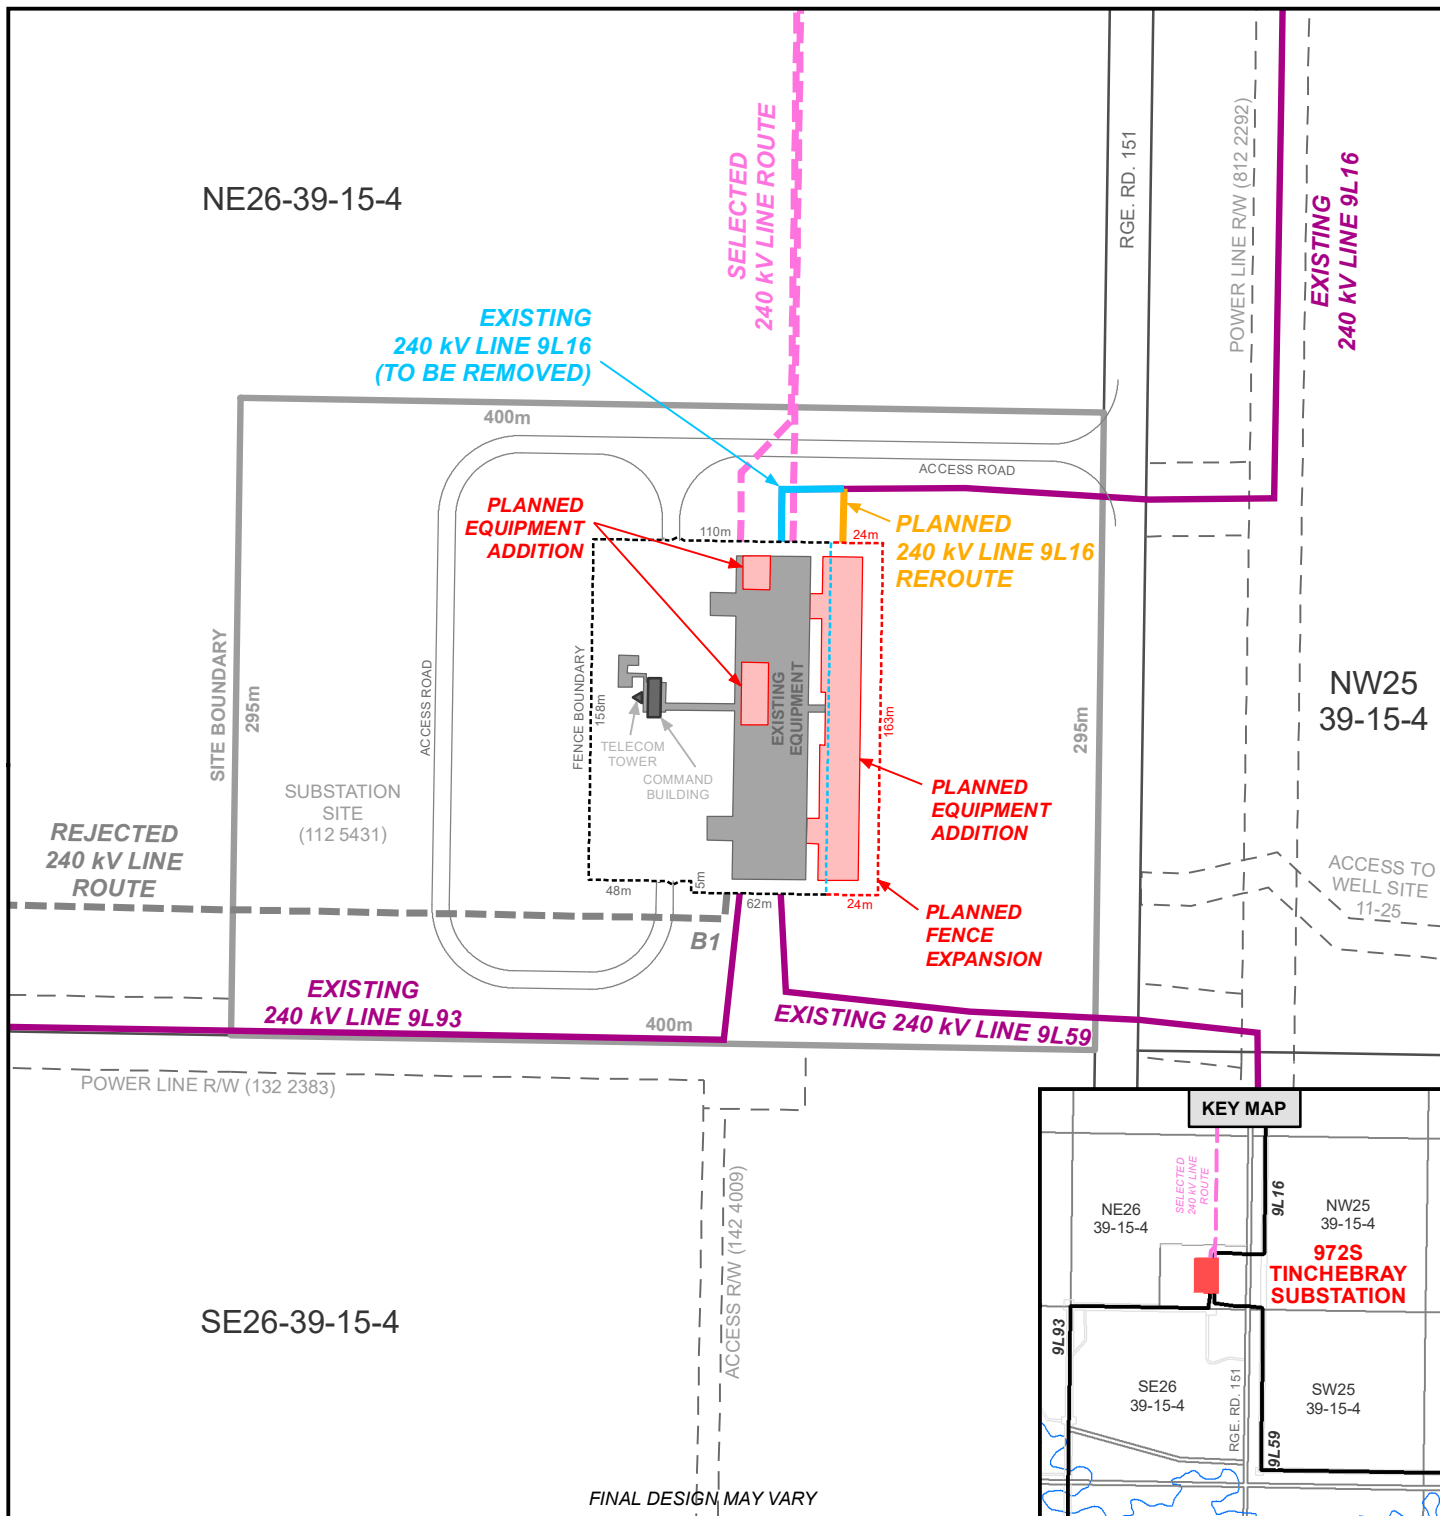 NE26-39-15-4
SELECTED
240 kV LINE ROUTE
RGE. RD. 151
POWER LINE R/W (812 2292)
EXISTING
240 kV LINE 9L16
EXISTING
240 kV LINE 9L16
(TO BE REMOVED)
400m
ACCESS ROAD
PLANNED
EQUIPMENT
ADDITION
110m
24m
PLANNED
240 kV LINE 9L16
REROUTE
SITE BOUNDARY
295m
ACCESS ROAD
FENCE BOUNDARY
158m
EXISTING
EQUIPMENT
163m
295m
NW25
39-15-4
TELECOM
TOWER
COMMAND
BUILDING
SUBSTATION
SITE
(112 5431)
PLANNED
EQUIPMENT
ADDITION
REJECTED
240 kV LINE
ROUTE
ACCESS TO
WELL SITE
11-25
48m
5m
62m
24m
B1
PLANNED
FENCE
EXPANSION
EXISTING
240 kV LINE 9L93
400m
EXISTING 240 kV LINE 9L59
POWER LINE R/W (132 2383)
ACCESS R/W (142 4009)
SE26-39-15-4
FINAL DESIGN MAY VARY
KEY MAP
SELECTED
240 kV LINE
ROUTE
9L16
NE26
39-15-4
NW25
39-15-4
972S
TINCHEBRAY
SUBSTATION
9L93
SE26
39-15-4
RGE. RD. 151
SW25
39-15-4
9L59